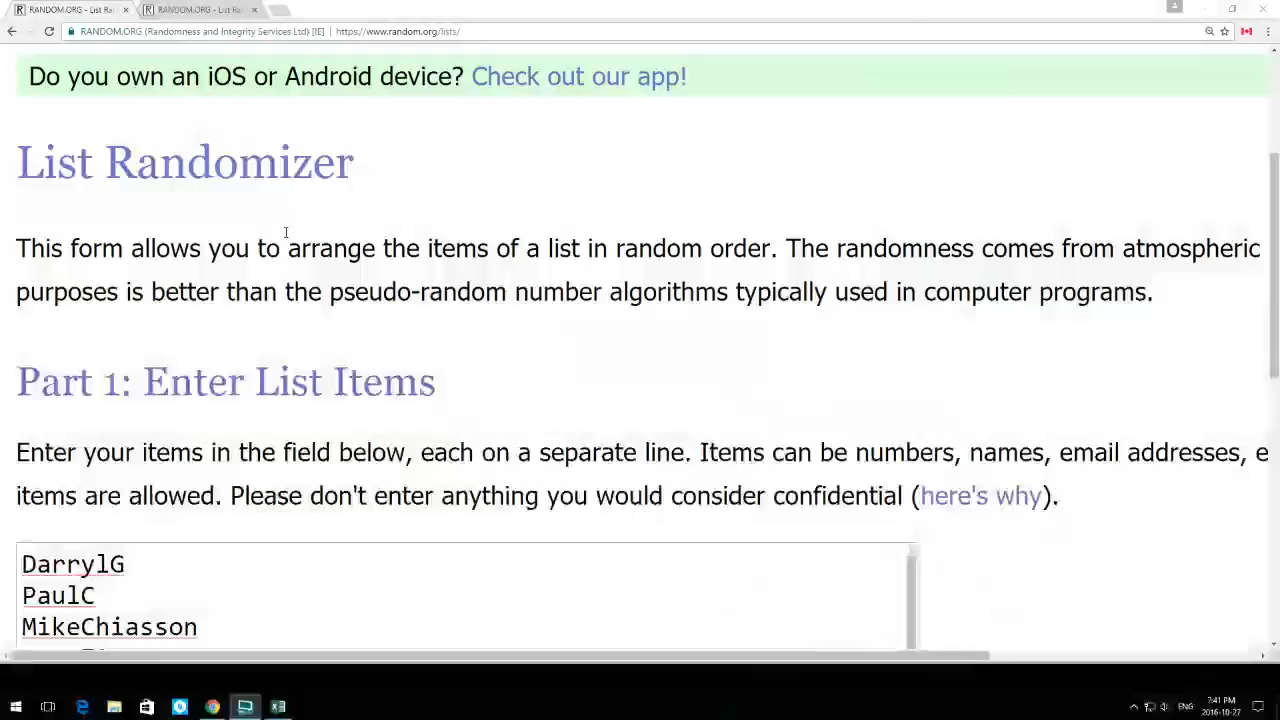 RANDOM.ORG - List Ra
RANDOM.ORG - List Ra
RANDOM.ORG (Randomness and Integrity Services Ltd) [IE] | https://www.random.org/lists/
Do you own an iOS or Android device? Check out our app!
List Randomizer
This form allows you to arrange the items of a list in random order. The randomness comes from atmospheric
purposes is better than the pseudo-random number algorithms typically used in computer programs.
Part 1: Enter List Items
Enter your items in the field below, each on a separate line. Items can be numbers, names, email addresses, e
items are allowed. Please don't enter anything you would consider confidential (here's why).
DarrylG
PaulC
MikeChiasson
ENG
7:41 PM
2016-10-27